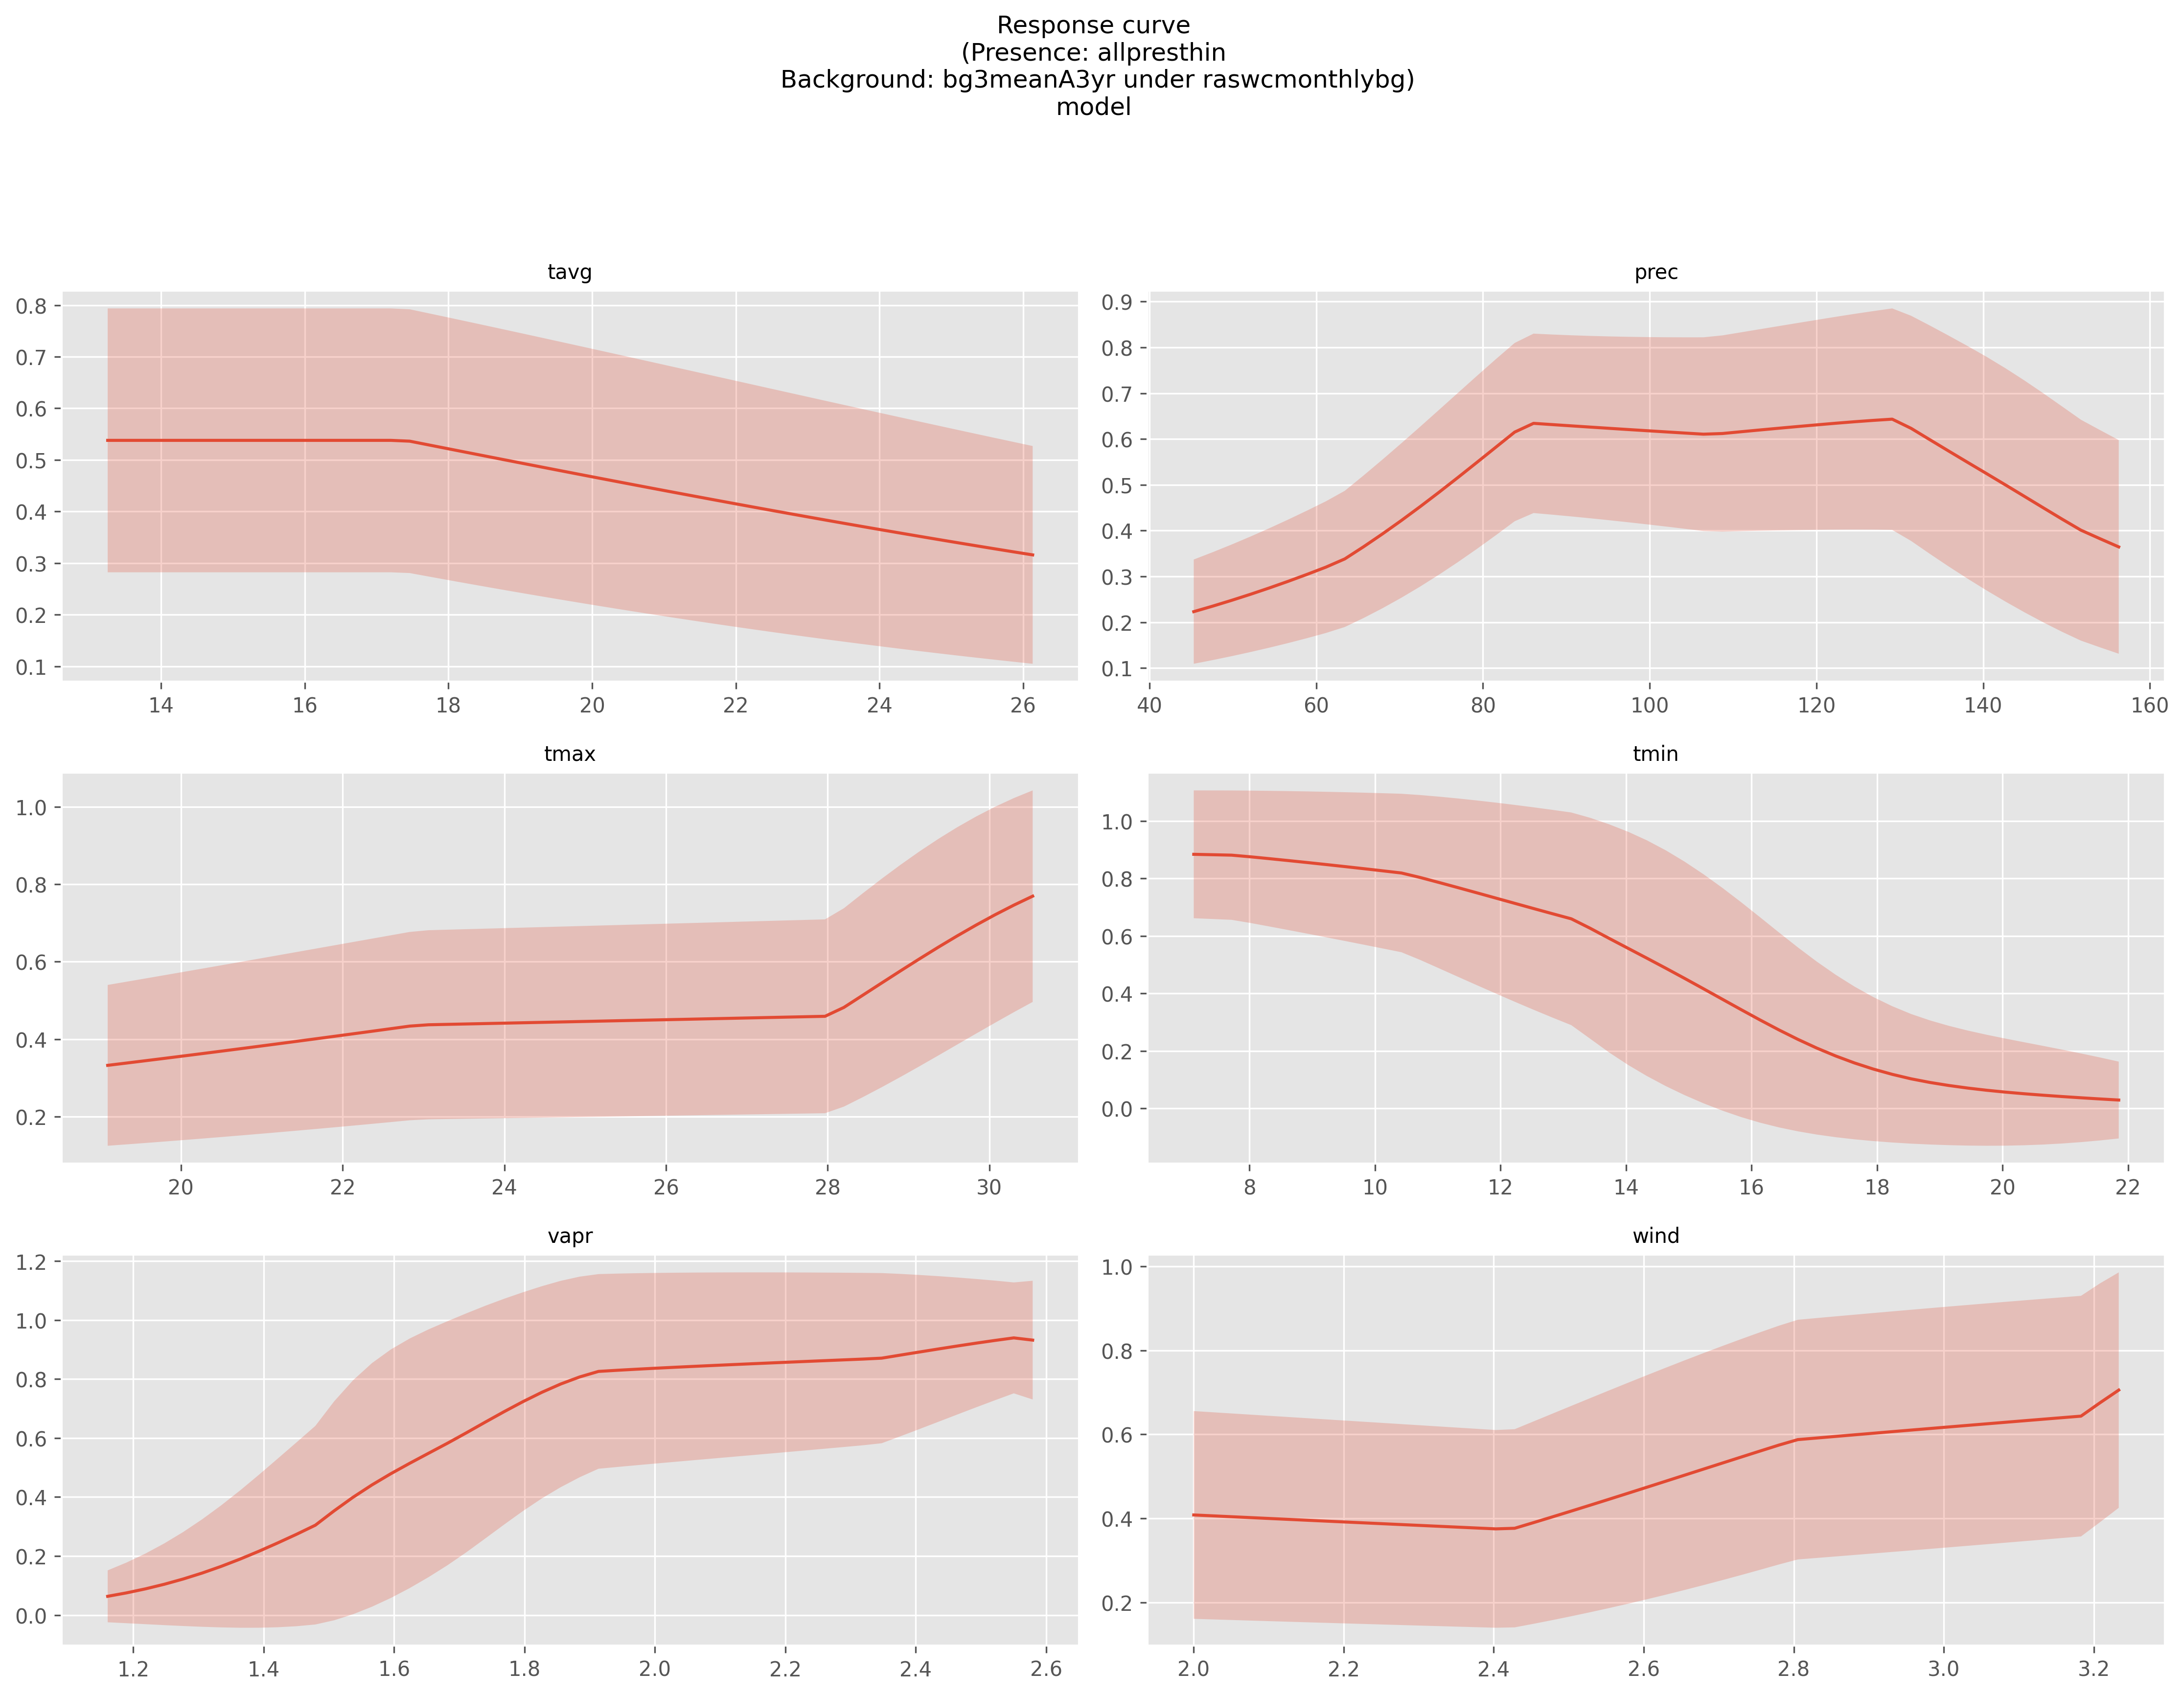 Response curve
(Presence: allpresthin
Background: bg3meanA3yr under raswcmonthlybg)
model
tavg
0.8
0.7
0.6
0.5
0.4
0.3
0.2
0.1
14 16 18 20 22 24 26
prec
0.9
0.8
0.7
0.6
0.5
0.4
0.3
0.2
0.1
40 60 80 100 120 140 160
tmax
1.0
0.8
0.6
0.4
0.2
20 22 24 26 28 30
tmin
1.0
0.8
0.6
0.4
0.2
0.0
8 10 12 14 16 18 20 22
vapr
1.2
1.0
0.8
0.6
0.4
0.2
0.0
1.2 1.4 1.6 1.8 2.0 2.2 2.4 2.6
wind
1.0
0.8
0.6
0.4
0.2
2.0 2.2 2.4 2.6 2.8 3.0 3.2